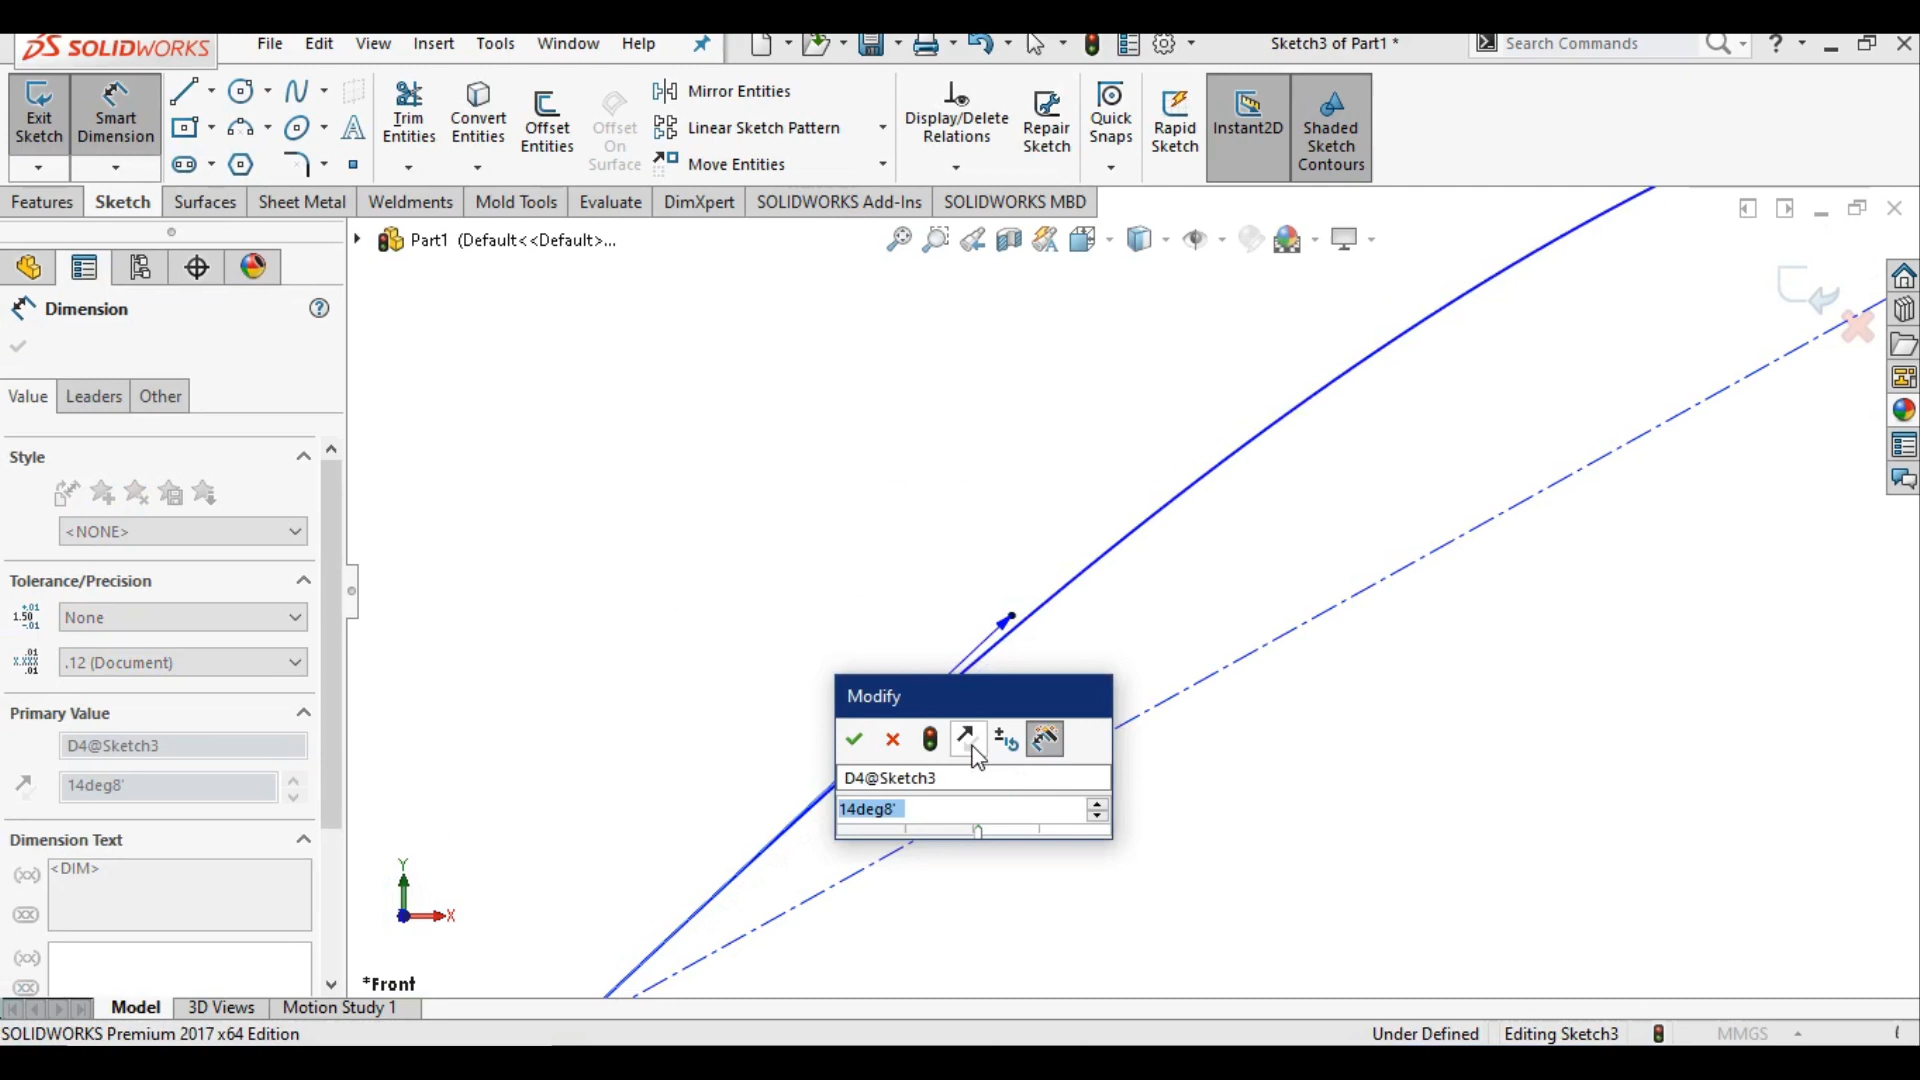 SOLIDWORKS
File Edit View Insert Tools Window Help
Sketch3 of Part1 *
Search Commands
?
Exit Sketch
Smart Dimension
Trim Entities
Convert Entities
Offset Entities
Offset On Surface
Mirror Entities
Linear Sketch Pattern
Move Entities
Display/Delete Relations
Repair Sketch
Quick Snaps
Rapid Sketch
Instant2D
Shaded Sketch Contours
Features Sketch Surfaces Sheet Metal Weldments Mold Tools Evaluate DimXpert SOLIDWORKS Add-Ins SOLIDWORKS MBD
Part1 (Default<<Default>...
Dimension
Value Leaders Other
Style
<NONE>
Tolerance/Precision
None
.12 (Document)
Primary Value
D4@Sketch3
14deg8'
Dimension Text
<DIM>
Modify
D4@Sketch3
14deg8'
Y
X
*Front
Model 3D Views Motion Study 1
SOLIDWORKS Premium 2017 x64 Edition
Under Defined Editing Sketch3 MMGS